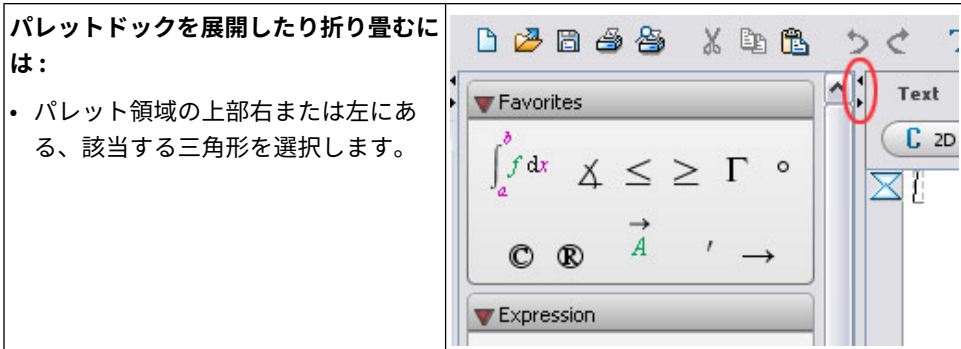 パレットドックを展開したり折り畳むに
は：
• パレット領域の上部右または左にあ
る、該当する三角形を選択します。
Favorites
∫ₐᵇ f dx ∡ ≤ ≥ Γ °
© ® A⃗ ′ →
Expression
Text
C 2D